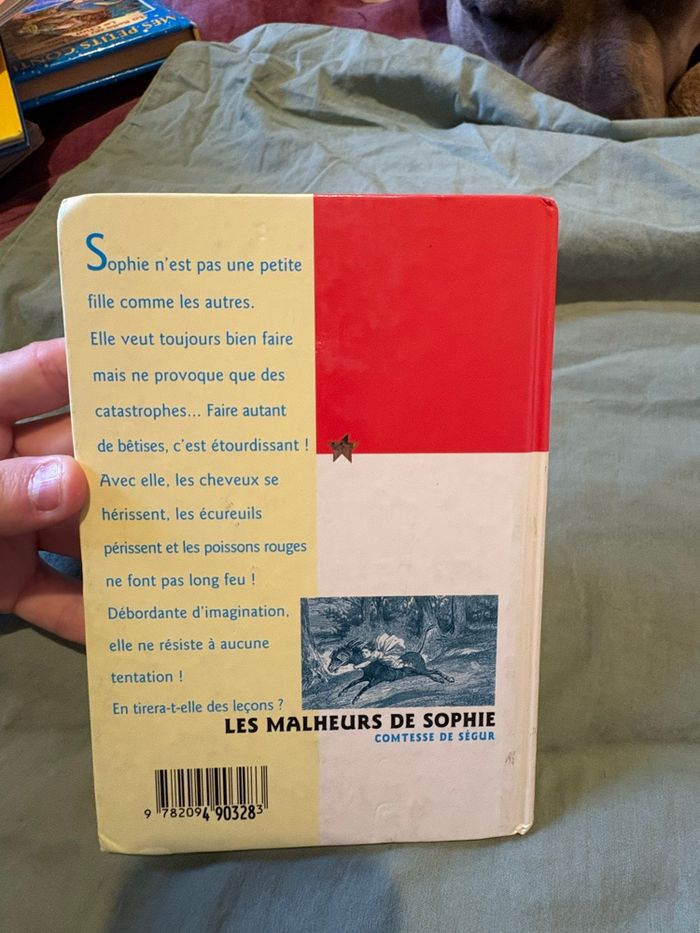 MES PETITS CONT
Sophie n'est pas une petite
fille comme les autres.
Elle veut toujours bien faire
mais ne provoque que des
catastrophes... Faire autant
de bêtises, c'est étourdissant !
Avec elle, les cheveux se
hérissent, les écureuils
périssent et les poissons rouges
ne font pas long feu !
Débordante d'imagination,
elle ne résiste à aucune
tentation !
En tirera-t-elle des leçons ?
LES MALHEURS DE SOPHIE
COMTESSE DE SÉGUR
9 782094 903283